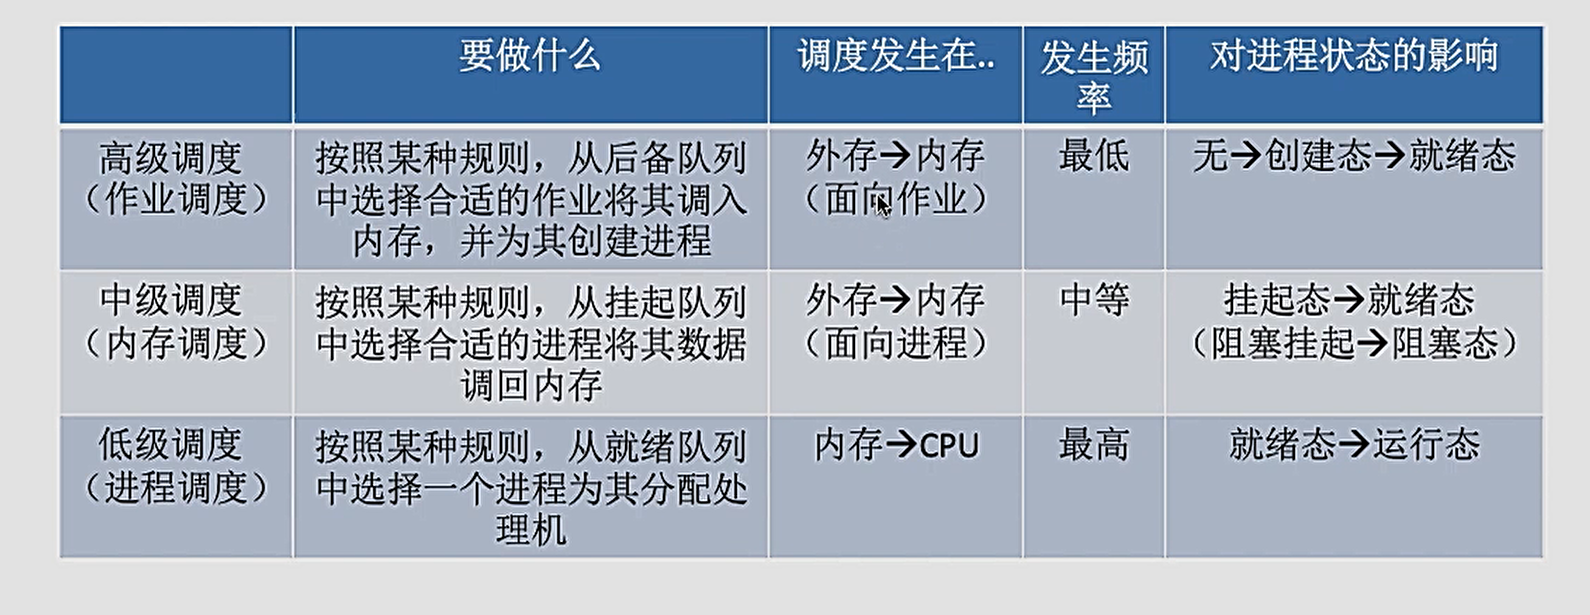 要做什么
调度发生在..
发生频
率
对进程状态的影响
高级调度
（作业调度）
按照某种规则，从后备队列
中选择合适的作业将其调入
内存，并为其创建进程
外存→内存
（面向作业）
最低
无→创建态→就绪态
中级调度
（内存调度）
按照某种规则，从挂起队列
中选择合适的进程将其数据
调回内存
外存→内存
（面向进程）
中等
挂起态→就绪态
（阻塞挂起→阻塞态）
低级调度
（进程调度）
按照某种规则，从就绪队列
中选择一个进程为其分配处
理机
内存→CPU
最高
就绪态→运行态